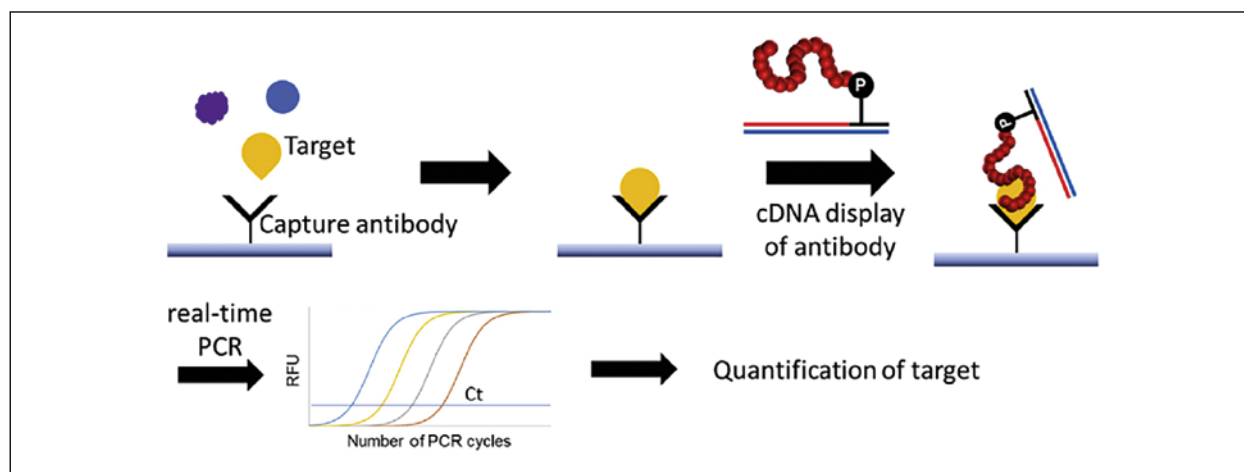 Target
Capture antibody
P
cDNA display
of antibody
P
real-time
PCR
RFU
Ct
Number of PCR cycles
Quantification of target